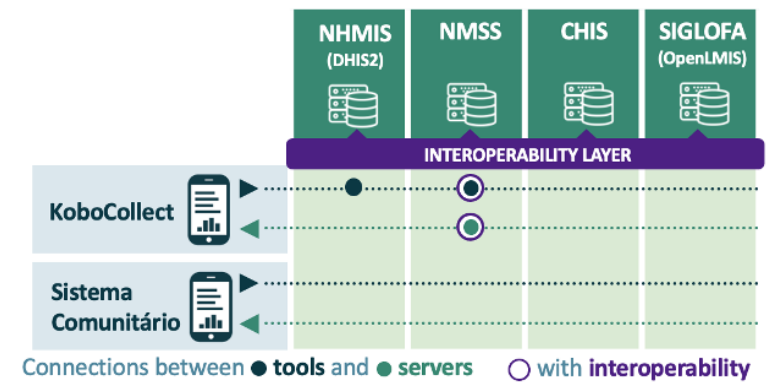 NHMIS
(DHIS2)
NMSS
CHIS
SIGLOFA
(OpenLMIS)
INTEROPERABILITY LAYER
KoboCollect
Sistema
Comunitário
Connections between ● tools and ● servers ○ with interoperability